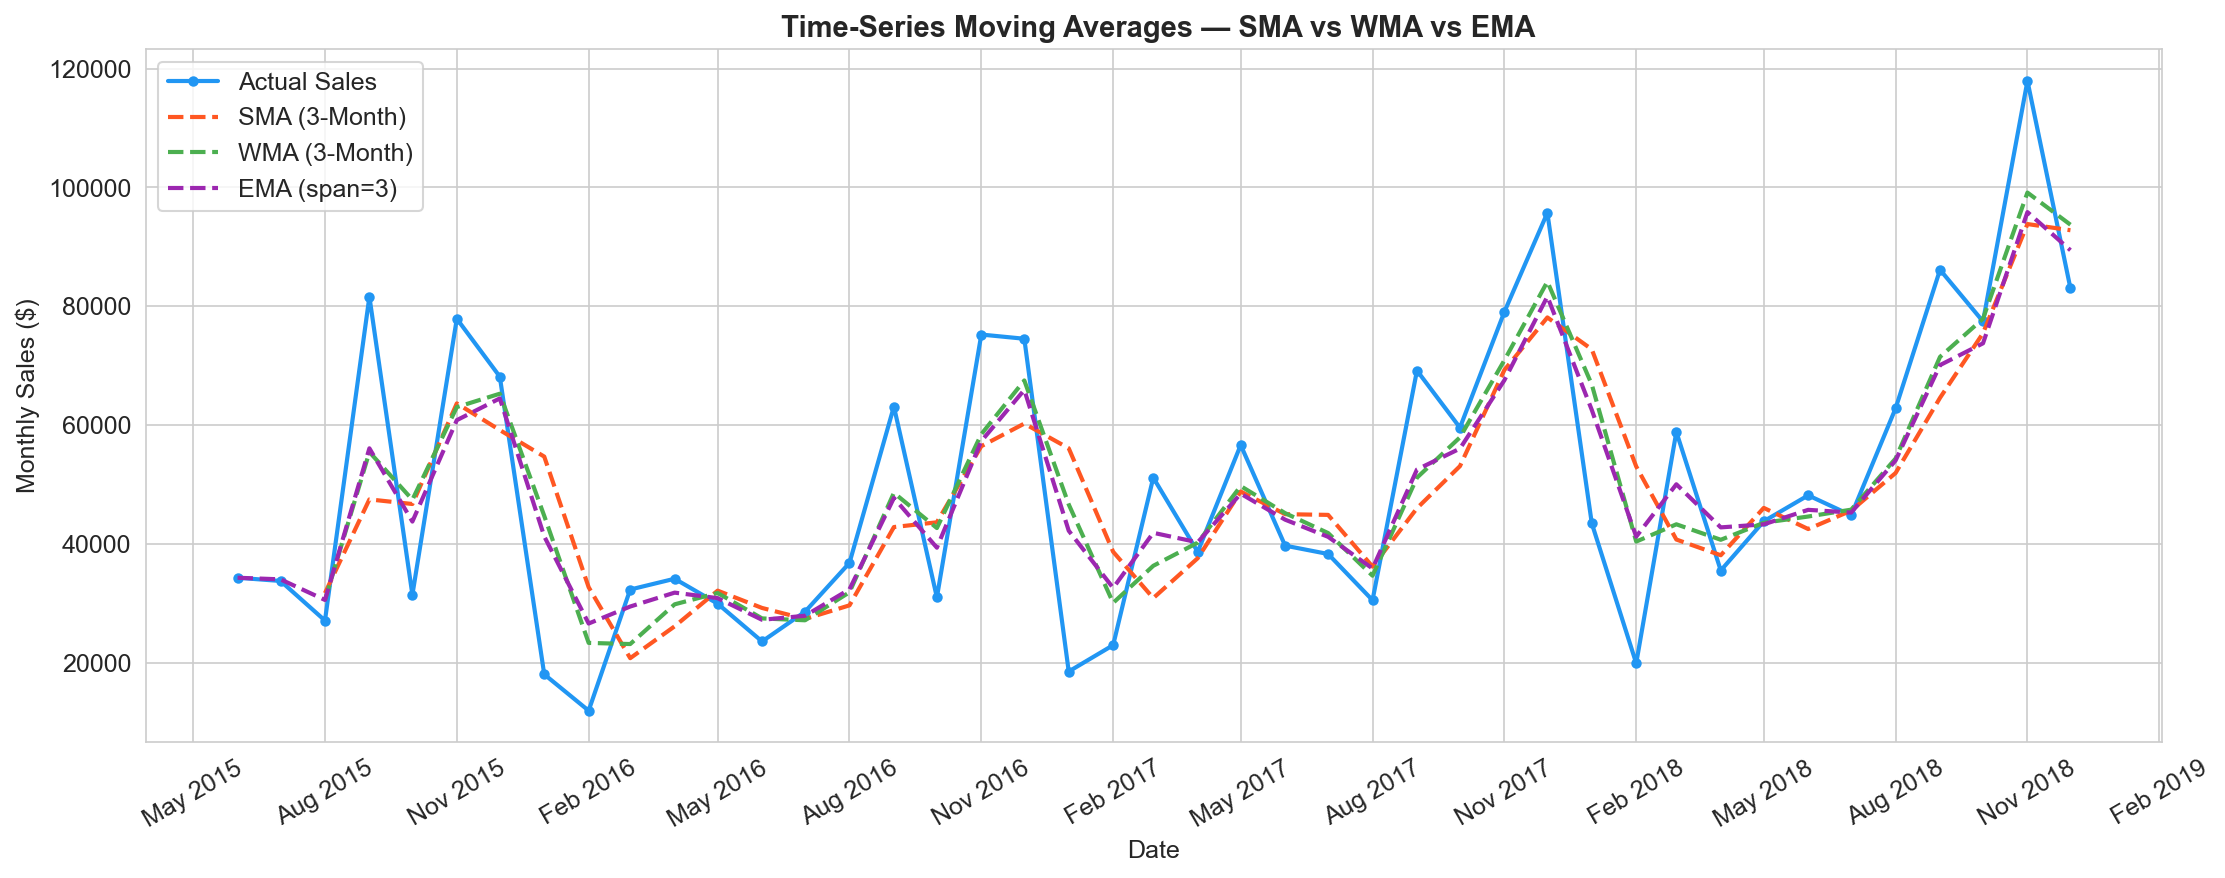 Time-Series Moving Averages — SMA vs WMA vs EMA
Actual Sales
SMA (3-Month)
WMA (3-Month)
EMA (span=3)
Monthly Sales ($)
120000
100000
80000
60000
40000
20000
May 2015
Aug 2015
Nov 2015
Feb 2016
May 2016
Aug 2016
Nov 2016
Feb 2017
May 2017
Aug 2017
Nov 2017
Feb 2018
May 2018
Aug 2018
Nov 2018
Feb 2019
Date